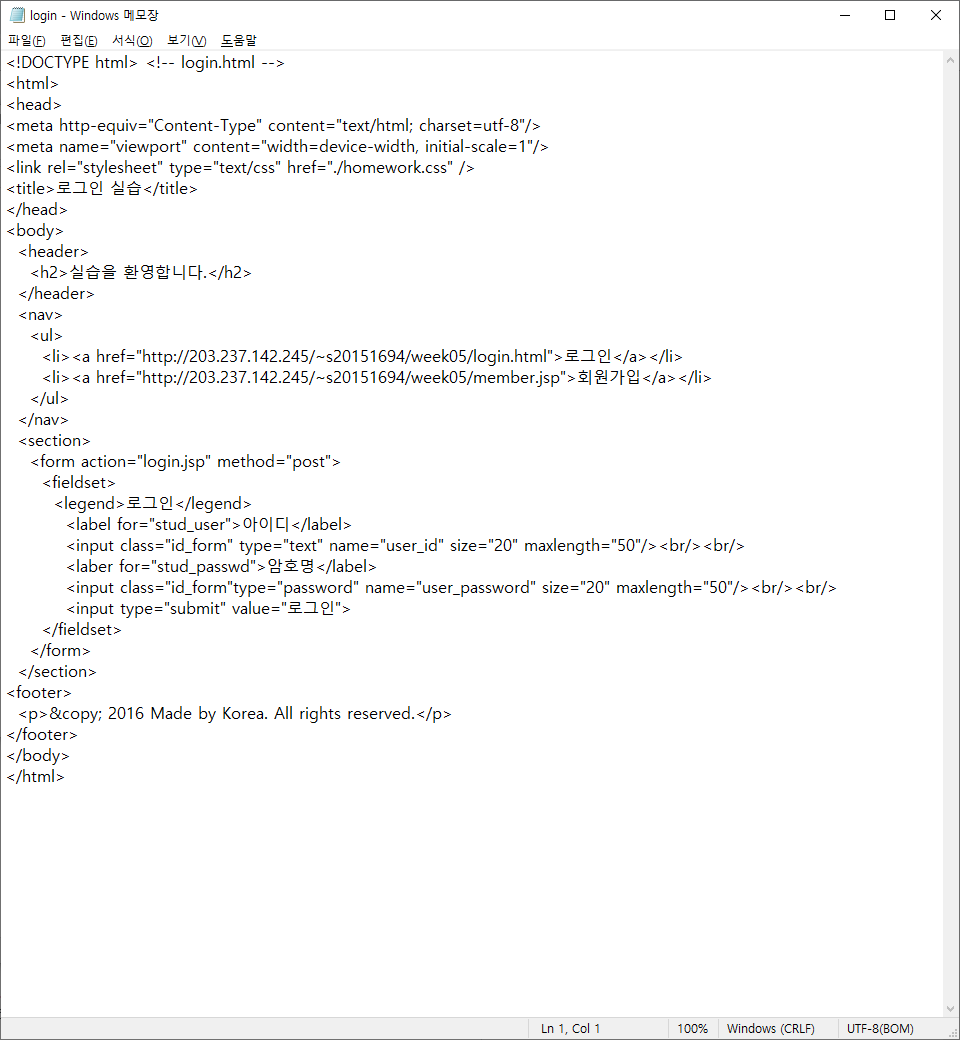 login - Windows 메모장
파일(F) 편집(E) 서식(O) 보기(V) 도움말
<!DOCTYPE html> <!-- login.html -->
<html>
<head>
<meta http-equiv="Content-Type" content="text/html; charset=utf-8"/>
<meta name="viewport" content="width=device-width, initial-scale=1"/>
<link rel="stylesheet" type="text/css" href="./homework.css" />
<title>로그인 실습</title>
</head>
<body>
<header>
<h2>실습을 환영합니다.</h2>
</header>
<nav>
<ul>
<li><a href="http://203.237.142.245/~s20151694/week05/login.html">로그인</a></li>
<li><a href="http://203.237.142.245/~s20151694/week05/member.jsp">회원가입</a></li>
</ul>
</nav>
<section>
<form action="login.jsp" method="post">
<fieldset>
<legend>로그인</legend>
<label for="stud_user">아이디</label>
<input class="id_form" type="text" name="user_id" size="20" maxlength="50"/><br/><br/>
<laber for="stud_passwd">암호명</label>
<input class="id_form"type="password" name="user_password" size="20" maxlength="50"/><br/><br/>
<input type="submit" value="로그인">
</fieldset>
</form>
</section>
<footer>
<p>&copy; 2016 Made by Korea. All rights reserved.</p>
</footer>
</body>
</html>
Ln 1, Col 1 100% Windows (CRLF) UTF-8(BOM)